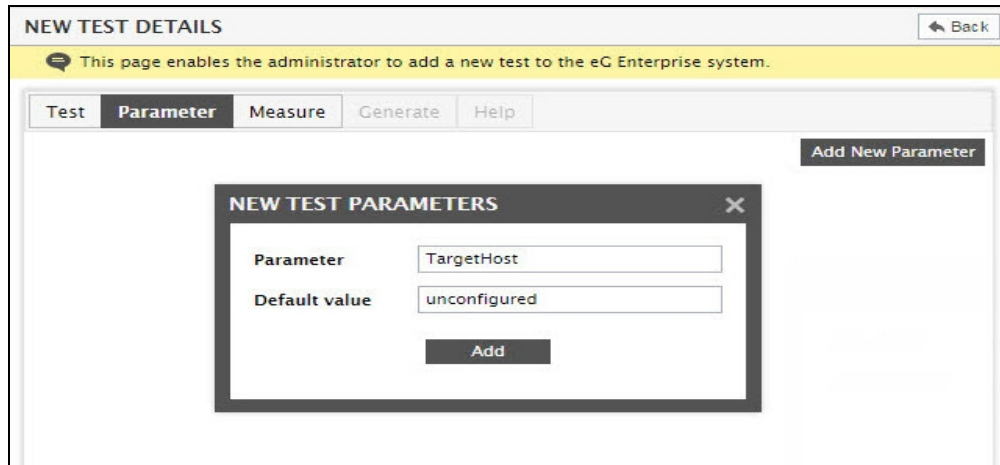 NEW TEST DETAILS
Back
This page enables the administrator to add a new test to the eG Enterprise system.
Test Parameter Measure Generate Help
Add New Parameter
NEW TEST PARAMETERS
Parameter TargetHost
Default value unconfigured
Add